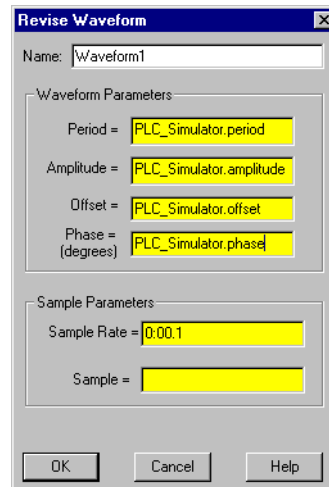 Revise Waveform
Name: Waveform1
Waveform Parameters
Period = PLC_Simulator.period
Amplitude = PLC_Simulator.amplitude
Offset = PLC_Simulator.offset
Phase = (degrees) PLC_Simulator.phase
Sample Parameters
Sample Rate = 0:00.1
Sample =
OK Cancel Help